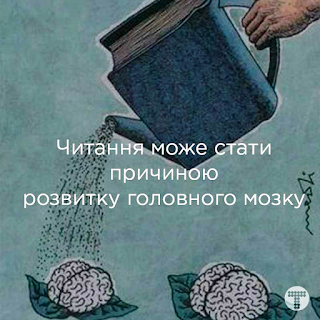 Читання може стати
причиною
розвитку головного мозку